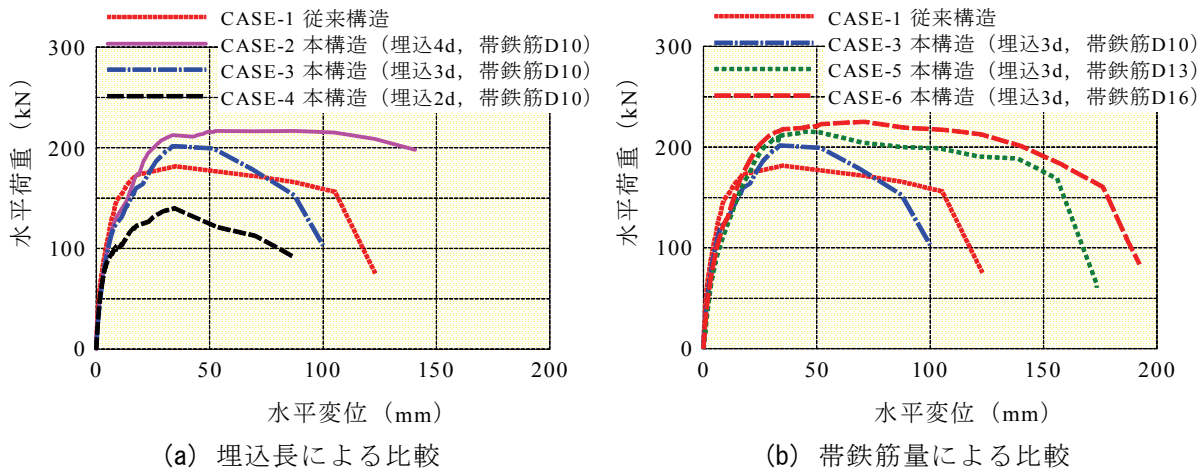 CASE-1 従来構造
CASE-2 本構造（埋込4d，帯鉄筋D10）
CASE-3 本構造（埋込3d，帯鉄筋D10）
CASE-4 本構造（埋込2d，帯鉄筋D10）
300
200
100
0
水平荷重（kN）
0 50 100 150 200
水平変位（mm）
(a) 埋込長による比較
CASE-1 従来構造
CASE-3 本構造（埋込3d，帯鉄筋D10）
CASE-5 本構造（埋込3d，帯鉄筋D13）
CASE-6 本構造（埋込3d，帯鉄筋D16）
300
200
100
0
水平荷重（kN）
0 50 100 150 200
水平変位（mm）
(b) 帯鉄筋量による比較